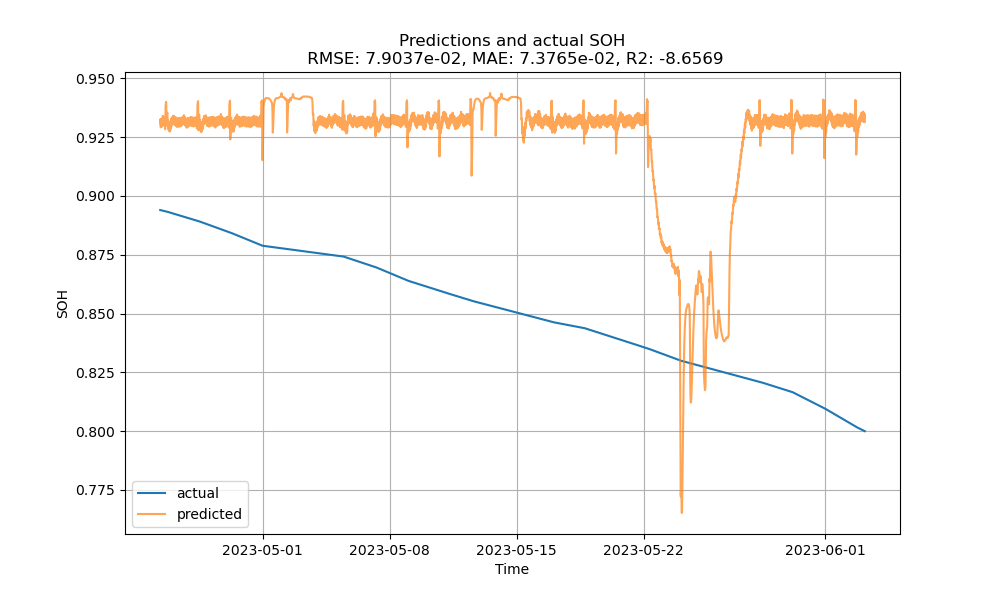 Predictions and actual SOH
RMSE: 7.9037e-02, MAE: 7.3765e-02, R2: -8.6569
0.950
0.925
0.900
0.875
0.850
0.825
0.800
0.775
SOH
actual
predicted
2023-05-01
2023-05-08
2023-05-15
2023-05-22
2023-06-01
Time